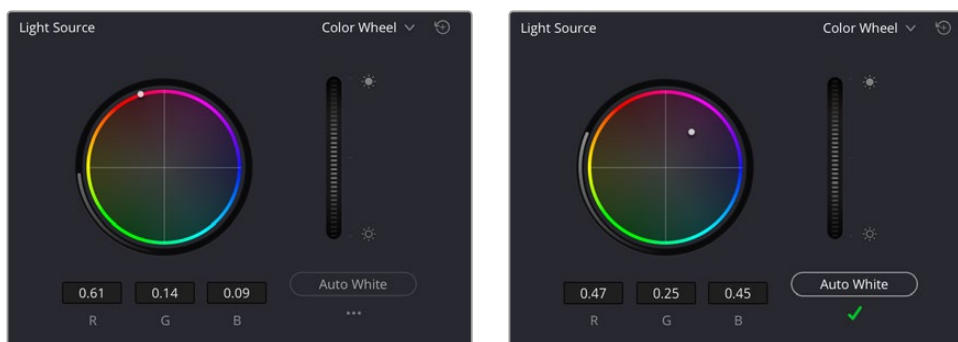 Light Source Color Wheel
0.61 0.14 0.09 Auto White
R G B ...
Light Source Color Wheel
0.47 0.25 0.45 Auto White
R G B